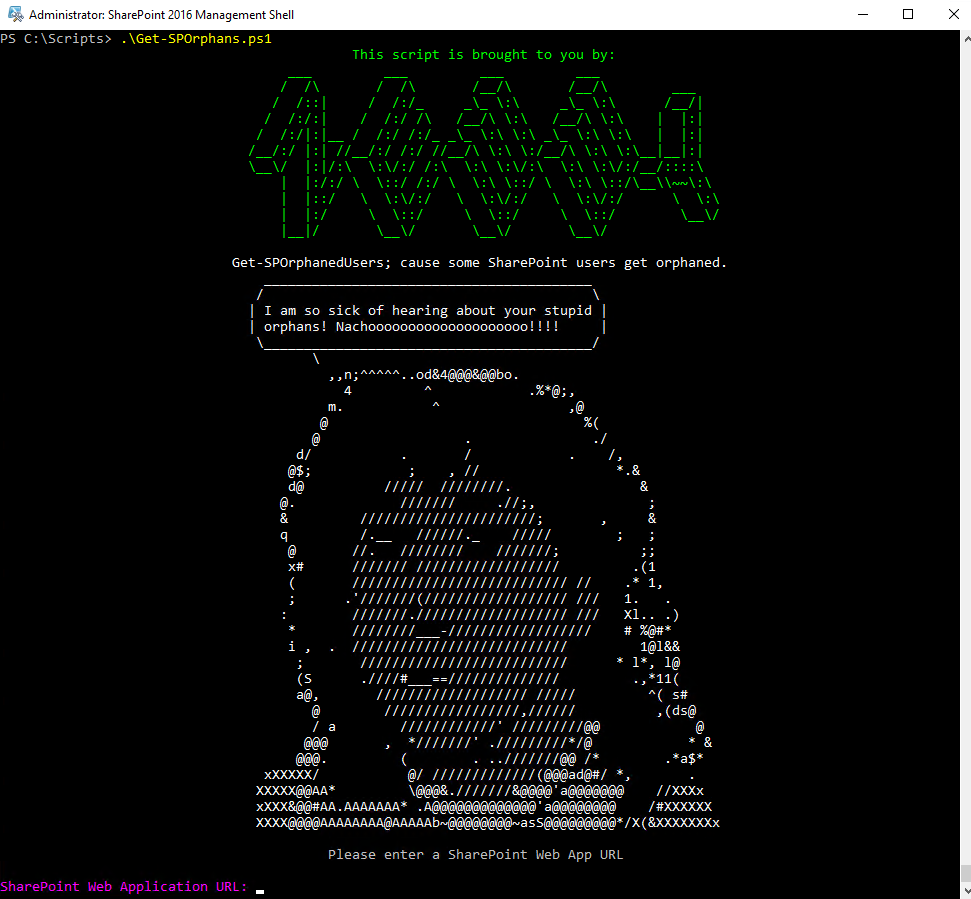 Administrator: SharePoint 2016 Management Shell
PS C:\Scripts> .\Get-SPOrphans.ps1
This script is brought to you by:
Get-SPOrphanedUsers; cause some SharePoint users get orphaned.
I am so sick of hearing about your stupid
orphans! Nachoooooooooooooooooooo!!!!
Please enter a SharePoint Web App URL
SharePoint Web Application URL: